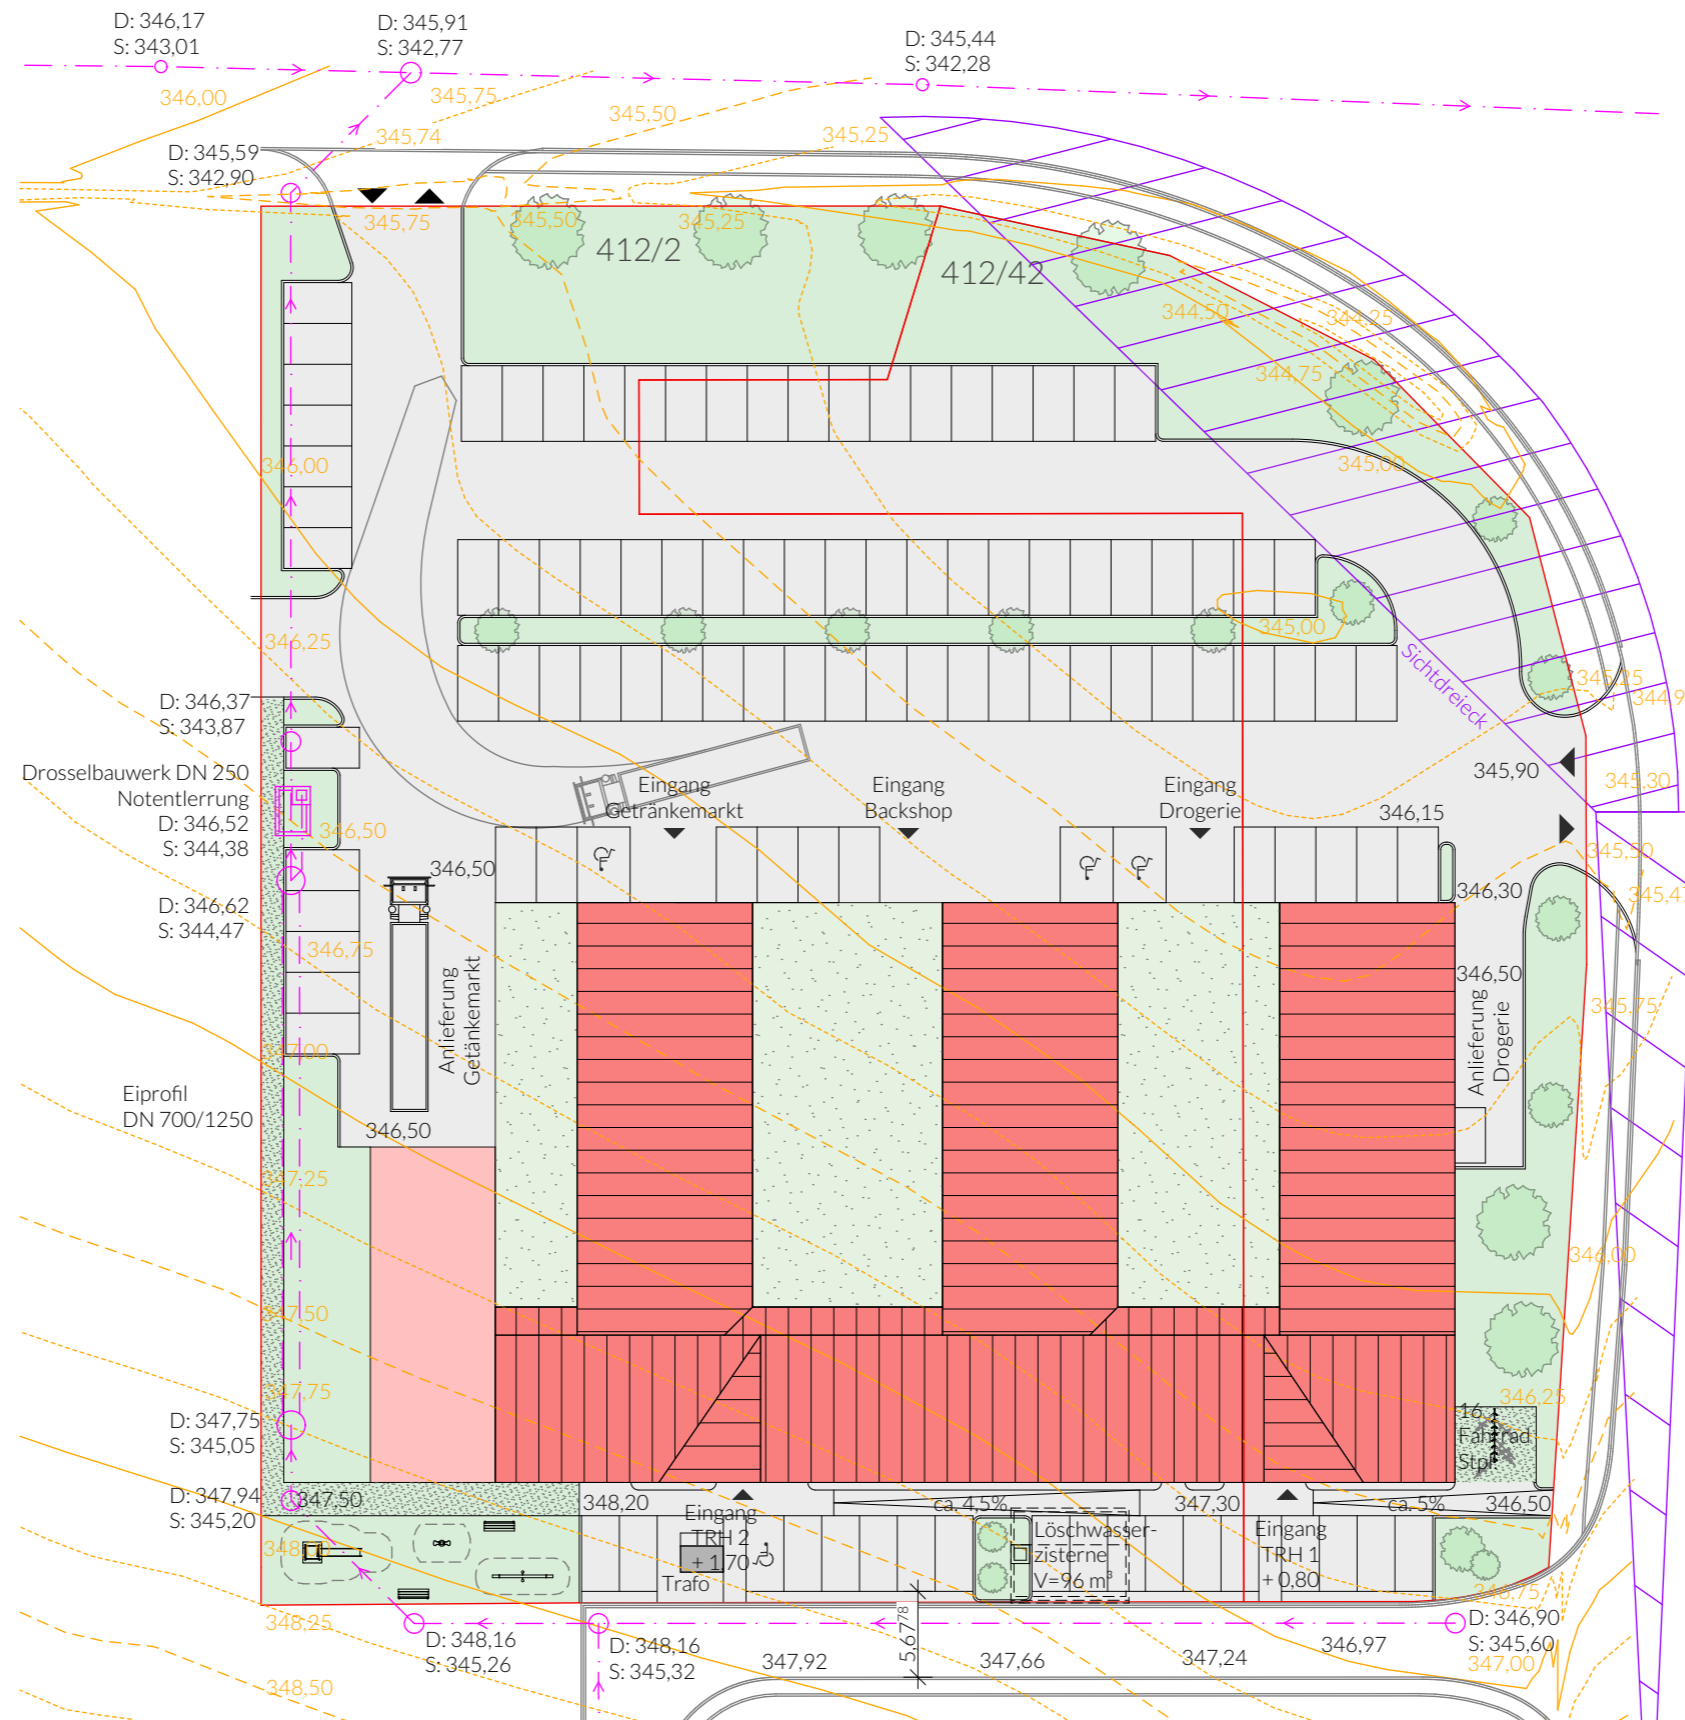 D: 346,17
S: 343,01
D: 345,91
S: 342,77
D: 345,44
S: 342,28
346,00
345,75
345,50
345,74
345,25
D: 345,59
S: 342,90
345,75
345,50
345,25
412/2
412/42
344,50
344,25
344,75
346,00
345,00
346,25
345,00
Sichtdreieck
345,25
344,9
D: 346,37
S: 343,87
Drosselbauwerk DN 250
Notentlerrung
D: 346,52
S: 344,38
346,50
Eingang
Getränkemarkt
Eingang
Backshop
Eingang
Drogerie
345,90
345,30
346,15
346,50
345,50
346,30
345,47
D: 346,62
S: 344,47
346,75
Anlieferung
Getänkemarkt
346,50
Anlieferung
Drogerie
345,75
347,00
Eiprofil
DN 700/1250
346,50
347,25
346,00
347,50
347,75
346,25
D: 347,75
S: 345,05
16
Fahrrad
Stpl.
D: 347,94
S: 345,20
347,50
348,20
ca. 4,5%
347,30
ca. 5%
346,50
Eingang
TRH 2
+ 1,70
Trafo
Löschwasser-
zisterne
V=96 m³
Eingang
TRH 1
+ 0,80
346,75
348,25
D: 348,16
S: 345,26
D: 348,16
S: 345,32
5,67⁷⁸
D: 346,90
S: 345,60
347,92
347,66
347,24
346,97
347,00
348,50